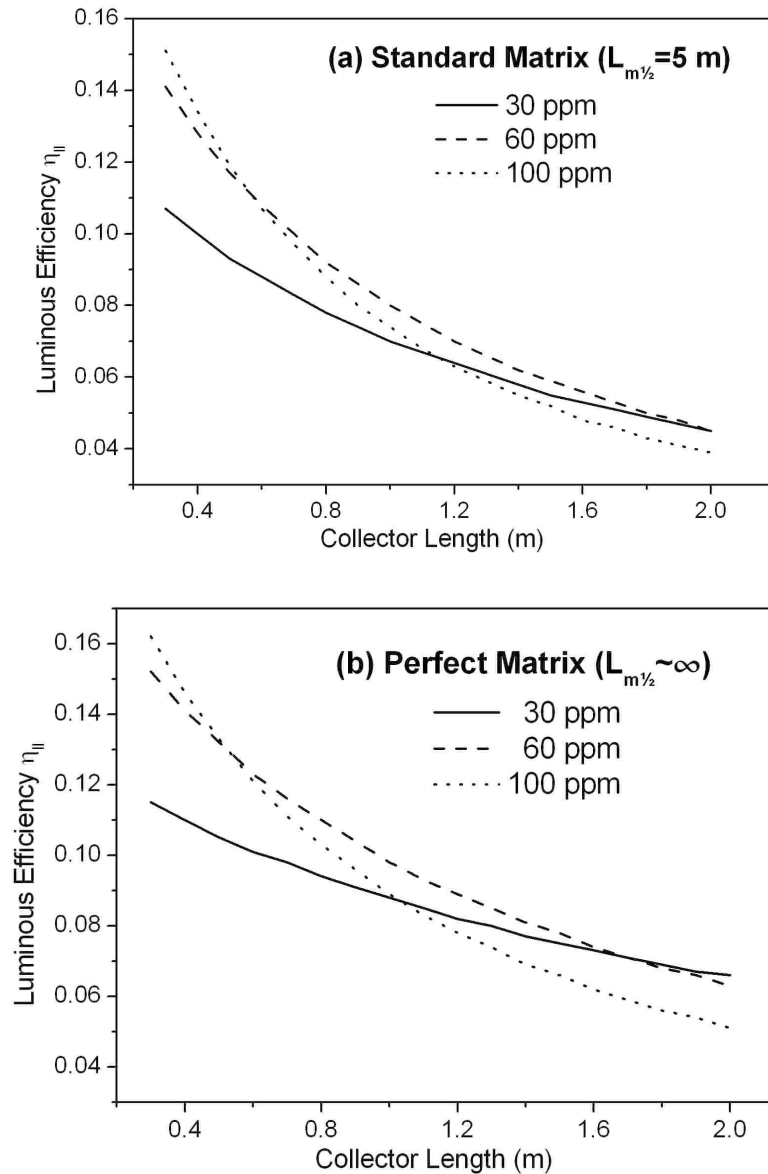 0.16
(a) Standard Matrix (Lm½=5 m)
30 ppm
0.14
60 ppm
100 ppm
0.12
0.10
0.08
0.06
0.04
Luminous Efficiency ηll
0.4 0.8 1.2 1.6 2.0
Collector Length (m)
0.16
(b) Perfect Matrix (Lm½~∞)
30 ppm
0.14
60 ppm
100 ppm
0.12
0.10
0.08
0.06
0.04
Luminous Efficiency ηll
0.4 0.8 1.2 1.6 2.0
Collector Length (m)